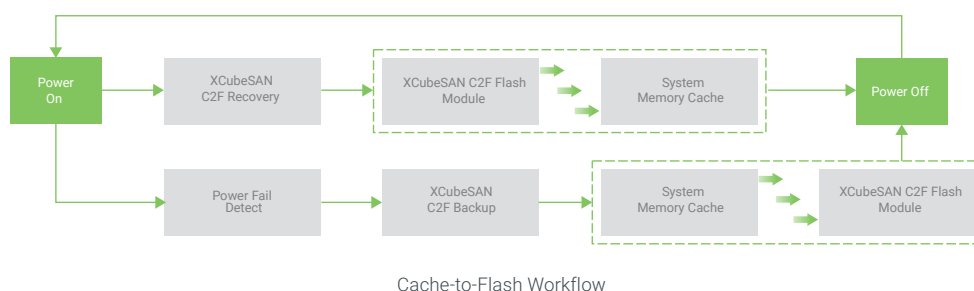 Power
On
XCubeSAN
C2F Recovery
XCubeSAN C2F Flash
Module
System
Memory Cache
Power Off
Power Fail
Detect
XCubeSAN
C2F Backup
System
Memory Cache
XCubeSAN C2F Flash
Module
Cache-to-Flash Workflow